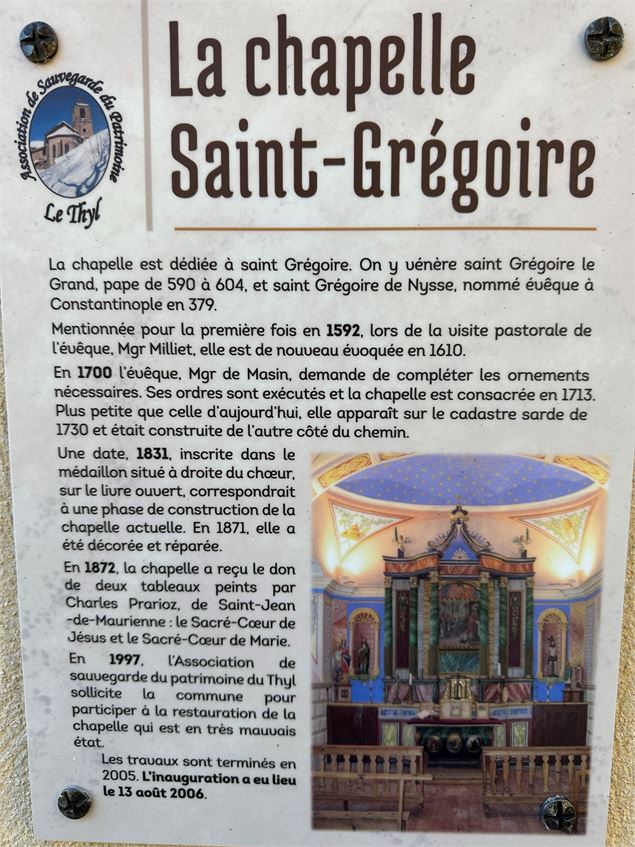 Association de Sauvegarde du Patrimoine
Le Thyl
La chapelle
Saint-Grégoire
La chapelle est dédiée à saint Grégoire. On y vénère saint Grégoire le
Grand, pape de 590 à 604, et saint Grégoire de Nysse, nommé évêque à
Constantinople en 379.
Mentionnée pour la première fois en 1592, lors de la visite pastorale de
l'évêque, Mgr Milliet, elle est de nouveau évoquée en 1610.
En 1700 l'évêque, Mgr de Masin, demande de compléter les ornements
nécessaires. Ses ordres sont exécutés et la chapelle est consacrée en 1713.
Plus petite que celle d'aujourd'hui, elle apparaît sur le cadastre sarde de
1730 et était construite de l'autre côté du chemin.
Une date, 1831, inscrite dans le
médaillon situé à droite du chœur,
sur le livre ouvert, correspondrait
à une phase de construction de la
chapelle actuelle. En 1871, elle a
été décorée et réparée.
En 1872, la chapelle a reçu le don
de deux tableaux peints par
Charles Prarioz, de Saint-Jean
-de-Maurienne : le Sacré-Cœur de
Jésus et le Sacré-Cœur de Marie.
En 1997, l'Association de
sauvegarde du patrimoine du Thyl
sollicite la commune pour
participer à la restauration de la
chapelle qui est en très mauvais
état.
Les travaux sont terminés en
2005. L'inauguration a eu lieu
le 13 août 2006.